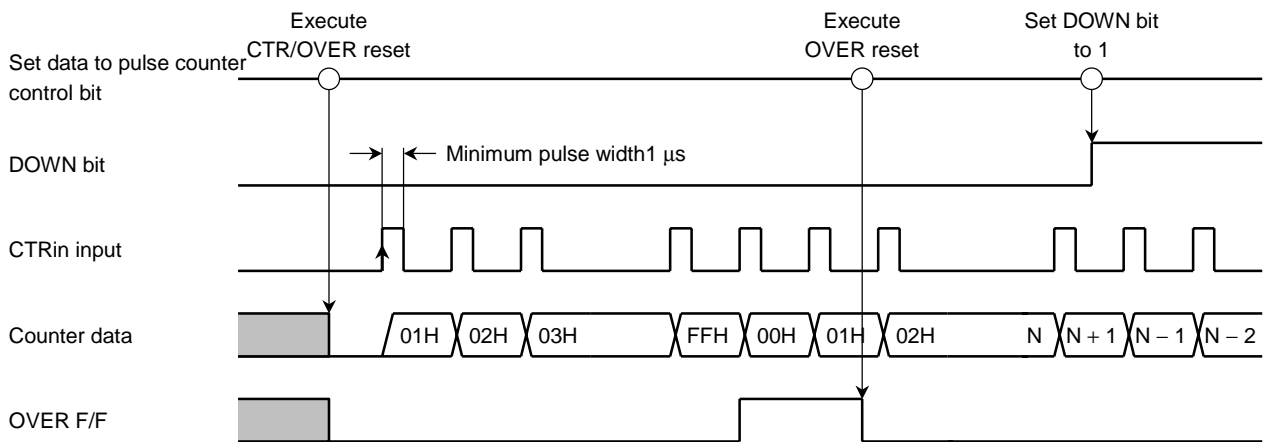 Execute
CTR/OVER reset
Execute
OVER reset
Set DOWN bit
to 1
Set data to pulse counter
control bit
DOWN bit
Minimum pulse width1 μs
CTRin input
Counter data
01H 02H 03H FFH 00H 01H 02H N N + 1 N − 1 N − 2
OVER F/F